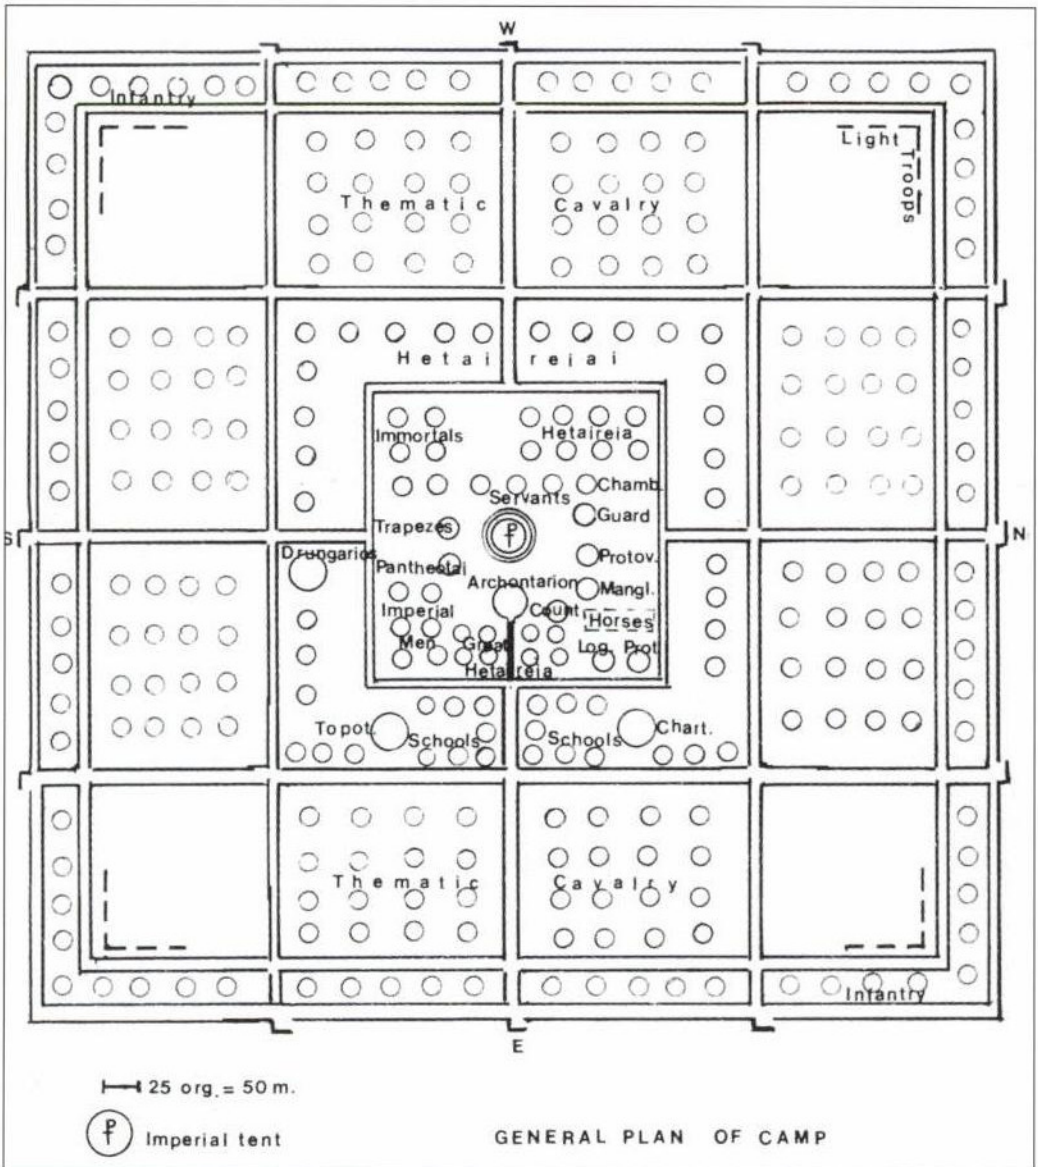 W
Infantry
Light
Troops
Thematic Cavalry
Hetai reiai
Immortals
Hetaireia
Chamb.
Servants
Guard
Trapezes
S
N
Drungarios
Protov.
Pantheotai
Archontarion
Mangl.
Imperial
Count
Horses
Men
Great
Log. Prot.
Hetaireia
Topot.
Schools
Schools
Chart.
Thematic Cavalry
Infantry
E
25 org. = 50 m.
Imperial tent
GENERAL PLAN OF CAMP